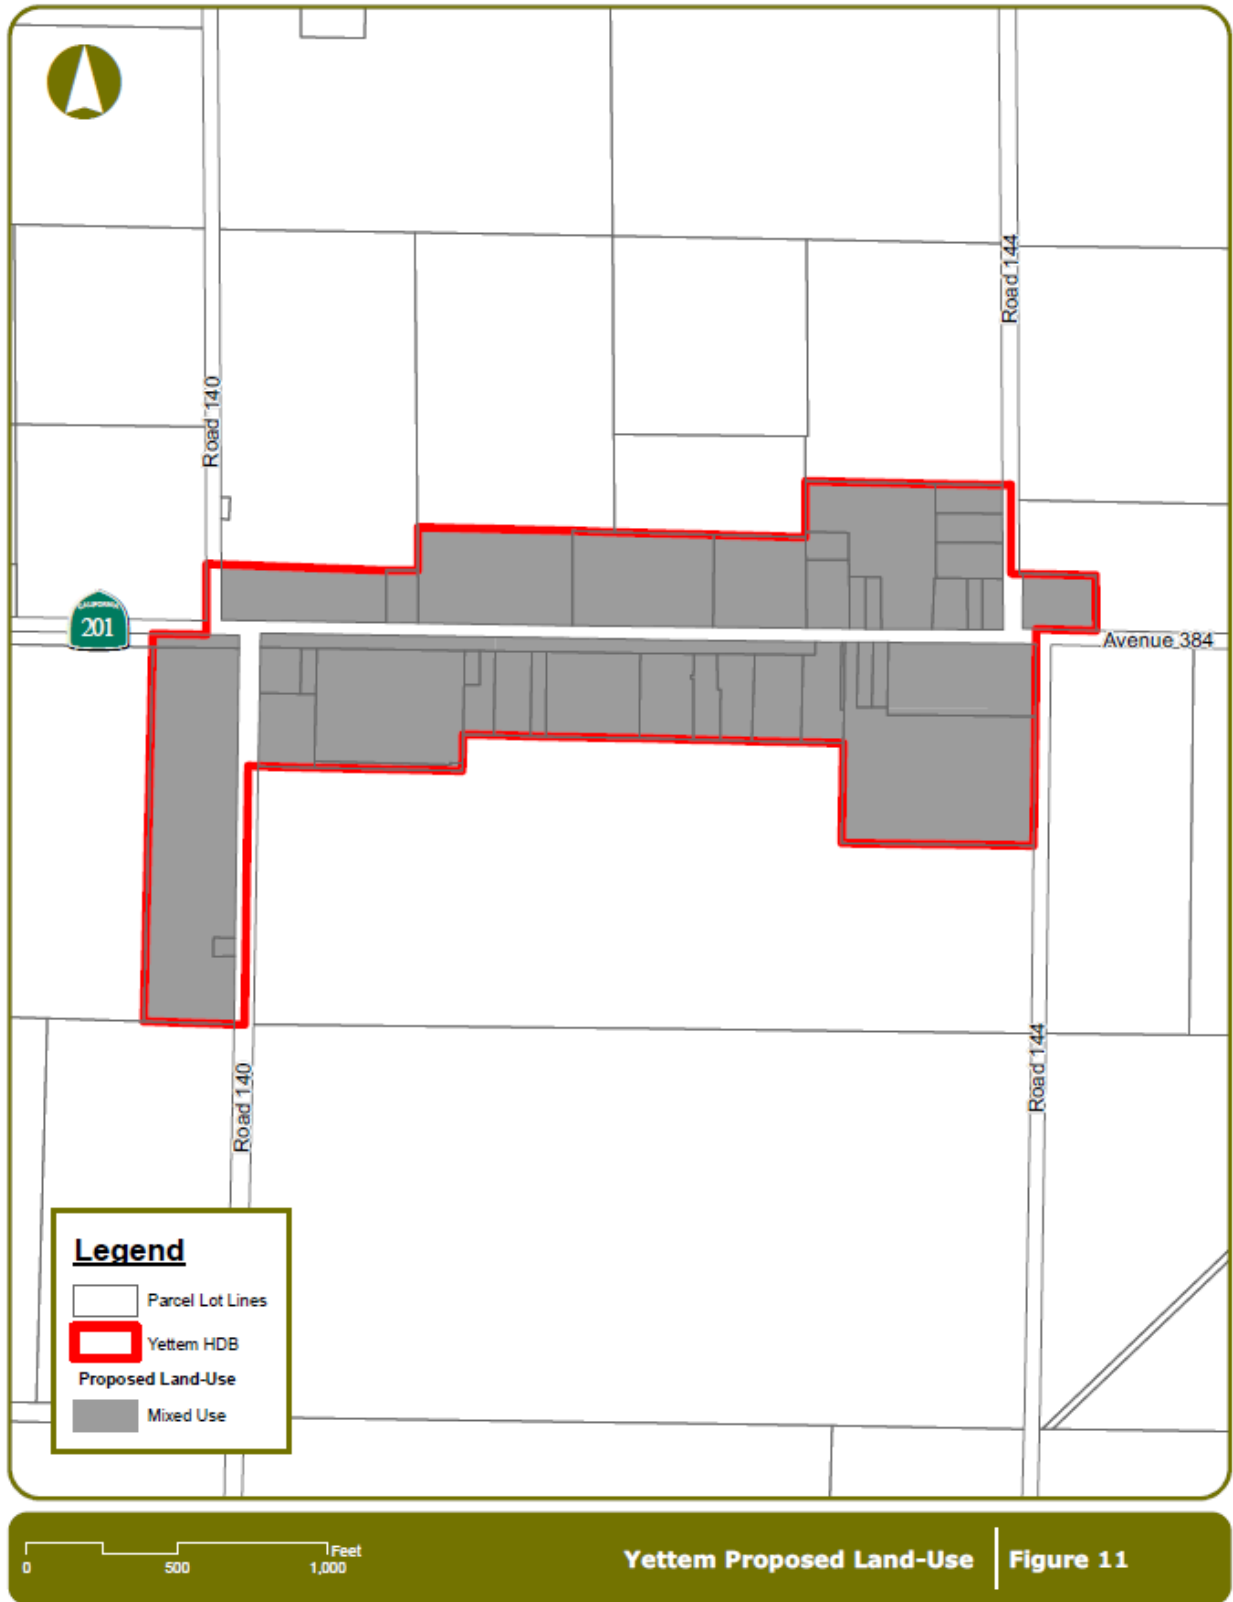 Road 144
Road 140
CALIFORNIA
201
Avenue 384
Road 144
Road 140
Legend
Parcel Lot Lines
Yettem HDB
Proposed Land-Use
Mixed Use
Feet
0 500 1,000
Yettem Proposed Land-Use Figure 11